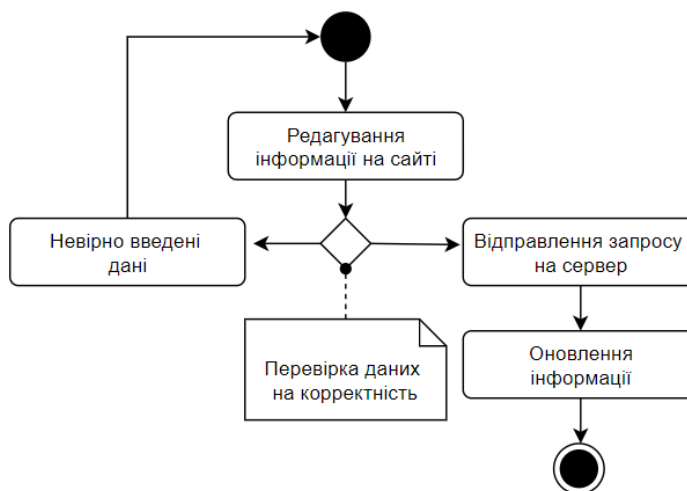 Редагування
інформації на сайті
Невірно введені
дані
Відправлення запросу
на сервер
Перевірка даних
на корректність
Оновлення
інформації